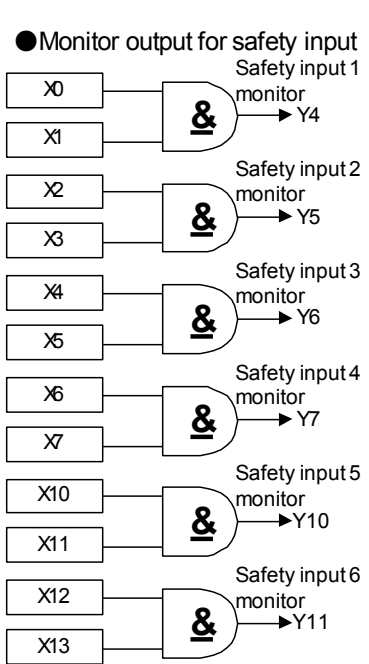 ●Monitor output for safety input
Safety input 1
X0
monitor
&
Y4
X1
Safety input 2
X2
monitor
&
Y5
X3
Safety input 3
X4
monitor
&
Y6
X5
Safety input 4
X6
monitor
&
Y7
X7
Safety input 5
X10
monitor
&
Y10
X11
Safety input 6
X12
monitor
&
Y11
X13